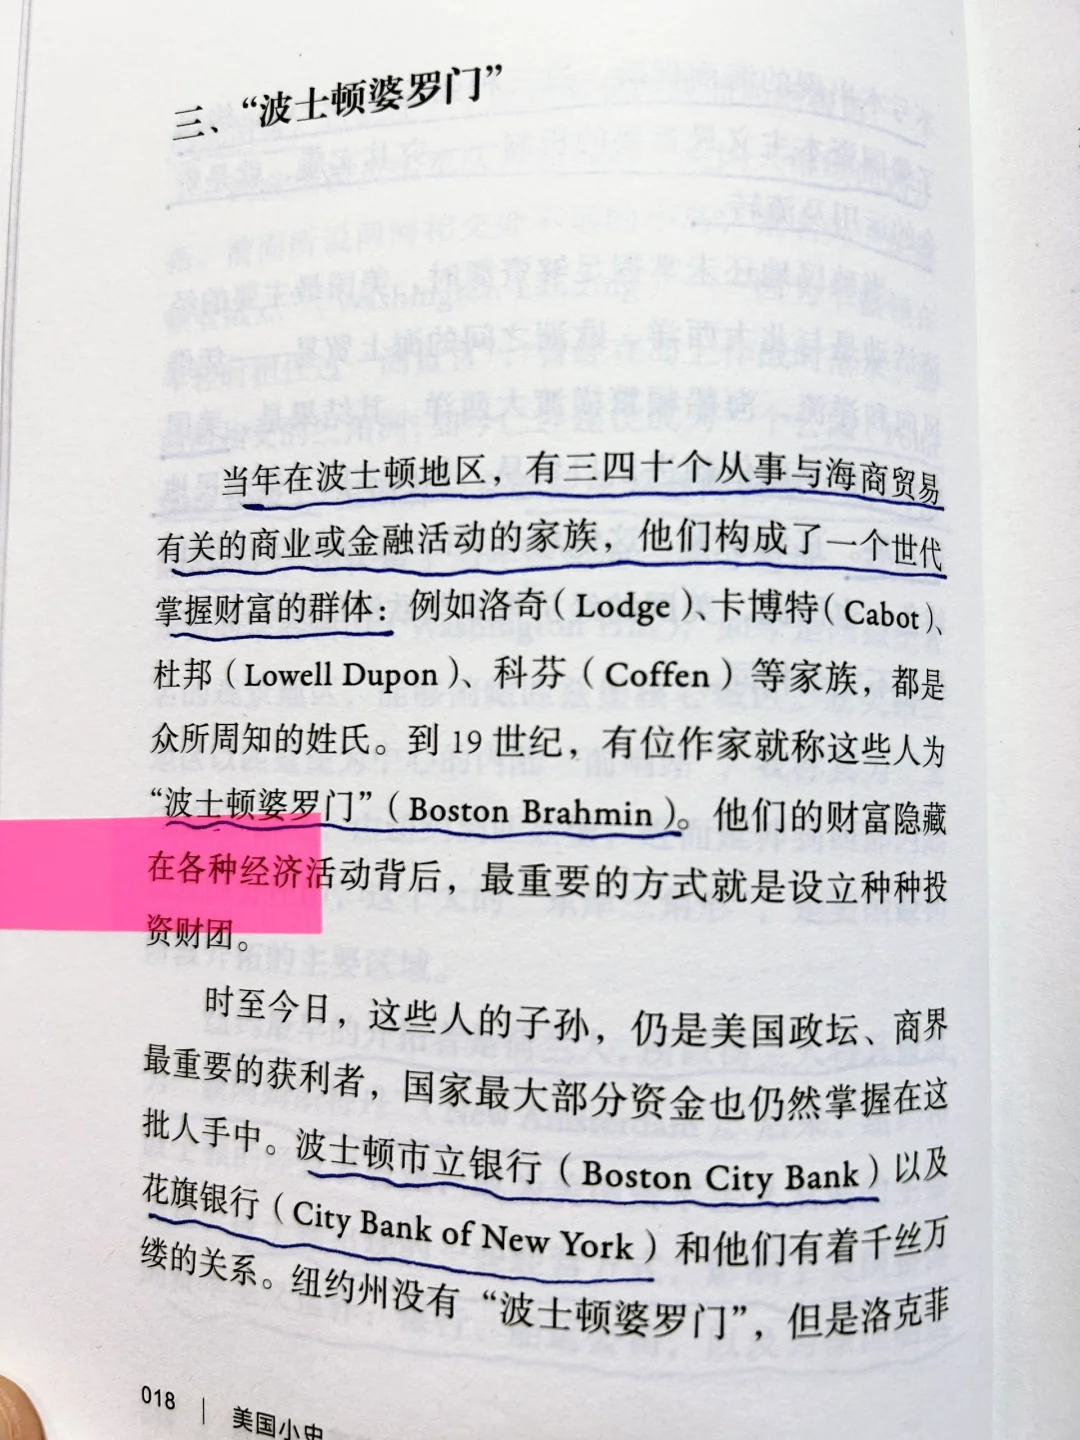 三、“波士顿婆罗门”
当年在波士顿地区，有三四十个从事与海商贸易
有关的商业或金融活动的家族，他们构成了一个世代
掌握财富的群体：例如洛奇（Lodge）、卡博特（Cabot）、
杜邦（Lowell Dupon）、科芬（Coffen）等家族，都是
众所周知的姓氏。到 19 世纪，有位作家就称这些人为
“波士顿婆罗门”（Boston Brahmin）。他们的财富隐藏
在各种经济活动背后，最重要的方式就是设立种种投
资财团。
时至今日，这些人的子孙，仍是美国政坛、商界
最重要的获利者，国家最大部分资金也仍然掌握在这
批人手中。波士顿市立银行（Boston City Bank）以及
花旗银行（City Bank of New York）和他们有着千丝万
缕的关系。纽约州没有“波士顿婆罗门”，但是洛克菲
018 | 美国小史